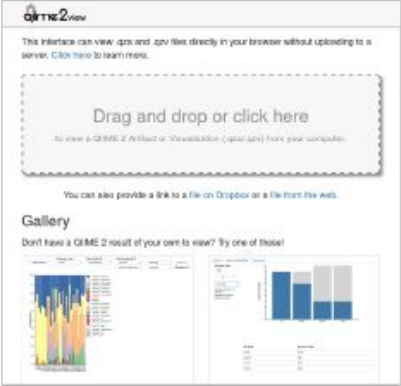 qiime2view
This interface can view .qza and .qzv files directly in your browser without uploading to a
server. Click here to learn more.
Drag and drop or click here
to view a QIIME 2 Artifact or Visualization (.qza/.qzv) from your computer.
You can also provide a link to a file on Dropbox or a file from the web.
Gallery
Don't have a QIIME 2 result of your own to view? Try one of these!